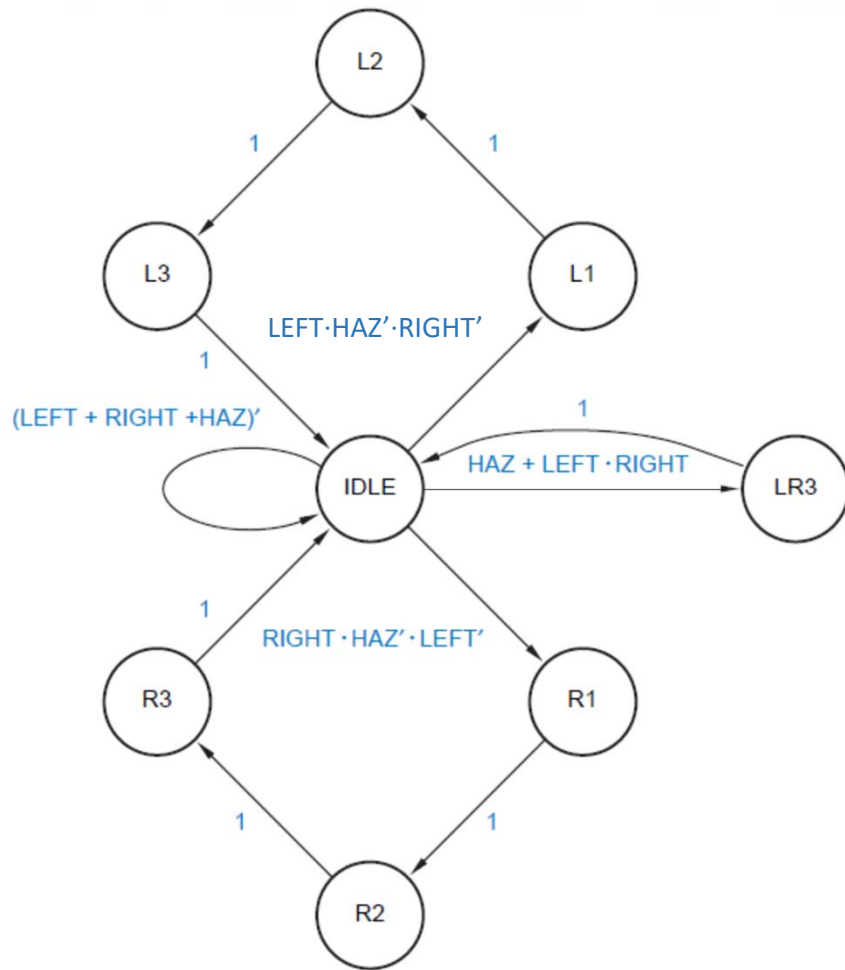 L2
1
1
L3
L1
LEFT·HAZ’·RIGHT’
1
(LEFT + RIGHT +HAZ)′
1
HAZ + LEFT · RIGHT
IDLE
LR3
1
RIGHT · HAZ′ · LEFT′
R3
R1
1
1
R2